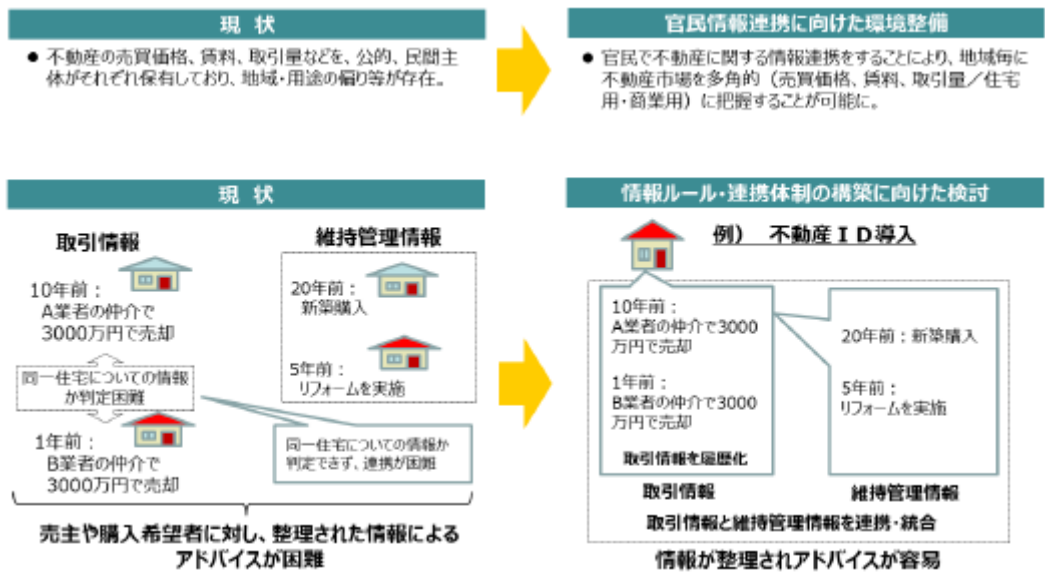 現 状
● 不動産の売買価格、賃料、取引量などを、公的、民間主
体がそれぞれ保有しており、地域・用途の偏り等が存在。
官民情報連携に向けた環境整備
● 官民で不動産に関する情報連携をすることにより、地域毎に
不動産市場を多角的（売買価格、賃料、取引量／住宅
用・商業用）に把握することが可能に。
現 状
取引情報
維持管理情報
10年前：
A業者の仲介で
3000万円で売却
20年前：
新築購入
同一住宅についての情報
か判定困難
5年前：
リフォームを実施
1年前：
B業者の仲介で
3000万円で売却
同一住宅についての情報か
判定できず、連携が困難
売主や購入希望者に対し、整理された情報による
アドバイスが困難
情報ルール・連携体制の構築に向けた検討
例） 不動産ＩＤ導入
10年前：
A業者の仲介で3000
万円で売却
1年前：
B業者の仲介で3000
万円で売却
取引情報を履歴化
20年前：新築購入
5年前：
リフォームを実施
取引情報
維持管理情報
取引情報と維持管理情報を連携・統合
情報が整理されアドバイスが容易